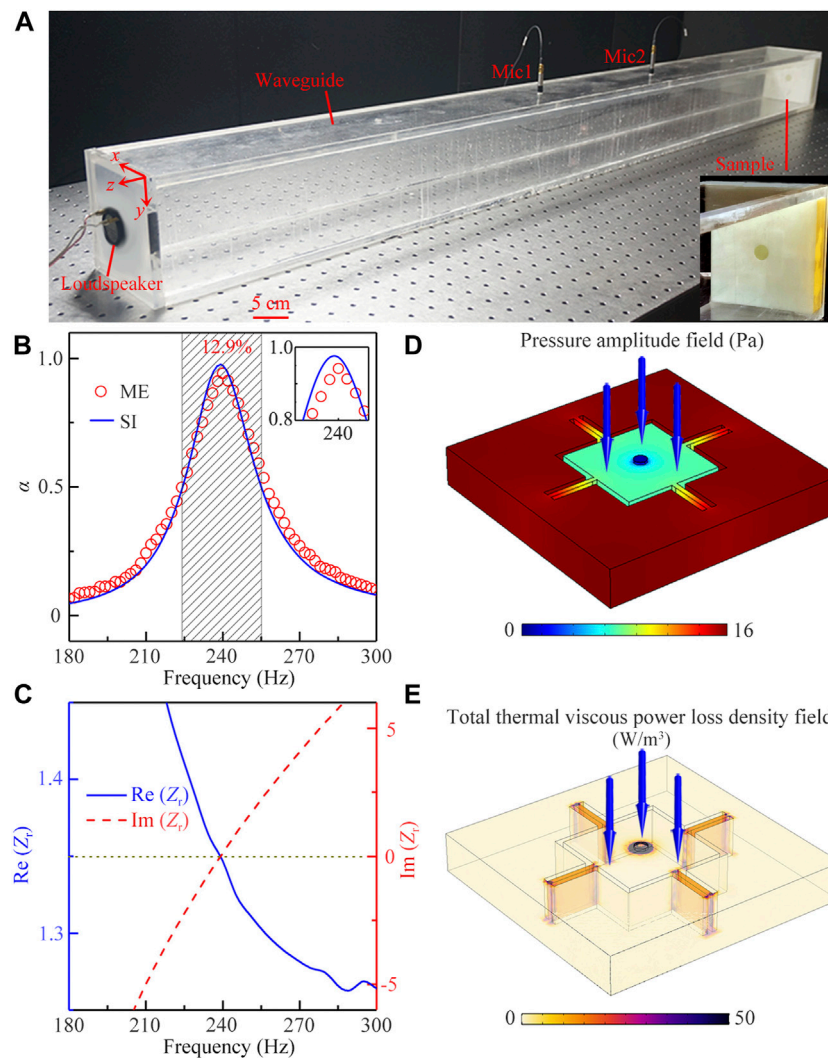 A
Waveguide
Mic1
Mic2
x
z
y
Sample
Loudspeaker
5 cm
B
1.0
12.9%
1.0
ME
SI
0.9
0.8
240
0.5
α
0
180
210
240
270
300
Frequency (Hz)
C
5
1.4
Re (Zr)
Im (Zr)
0
Re (Zr)
Im (Zr)
1.3
-5
180
210
240
270
300
Frequency (Hz)
D
Pressure amplitude field (Pa)
0
16
E
Total thermal viscous power loss density field
(W/m³)
0
50